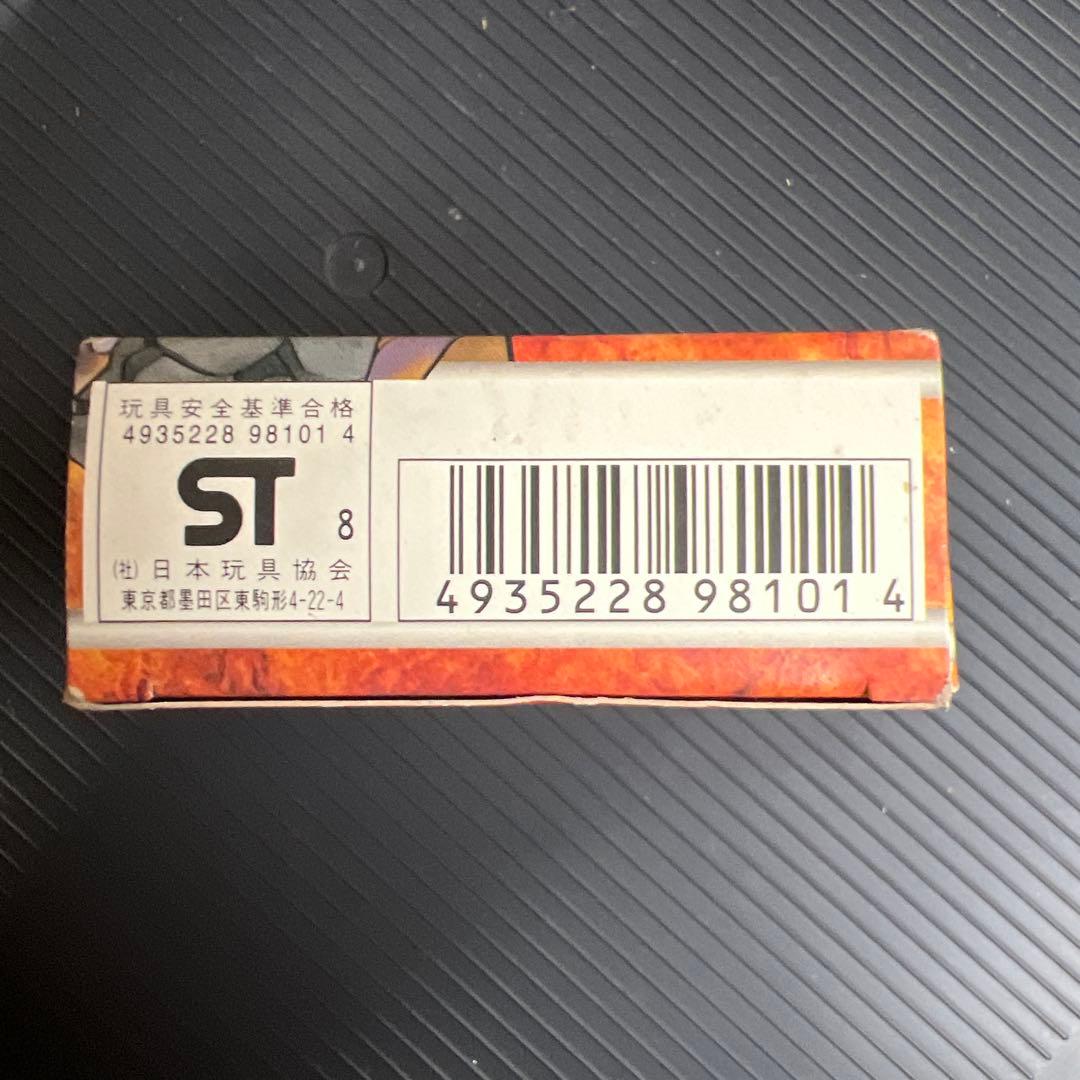 玩具安全基準合格
4935228 98101 4
ST 8
(社)日本玩具協会
東京都墨田区東駒形4-22-4
4935228 98101 4